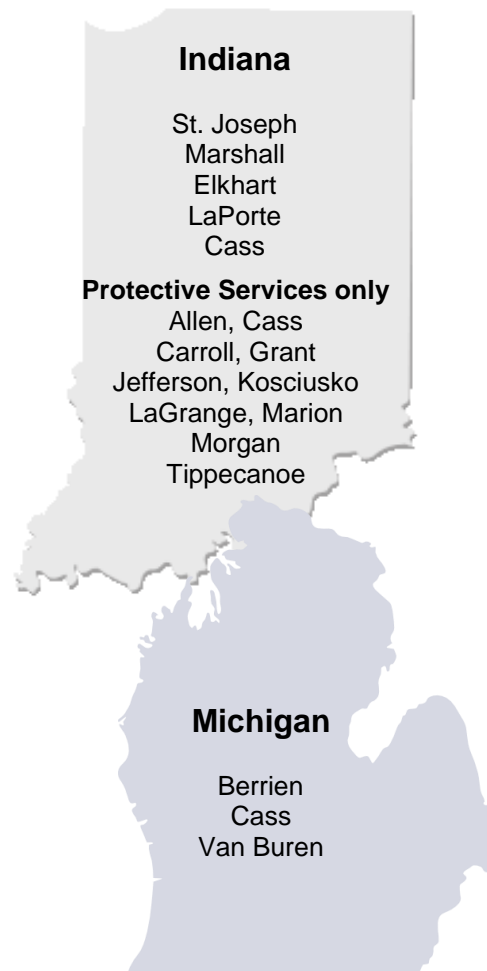 Indiana
St. Joseph
Marshall
Elkhart
LaPorte
Cass
Protective Services only
Allen, Cass
Carroll, Grant
Jefferson, Kosciusko
LaGrange, Marion
Morgan
Tippecanoe
Michigan
Berrien
Cass
Van Buren